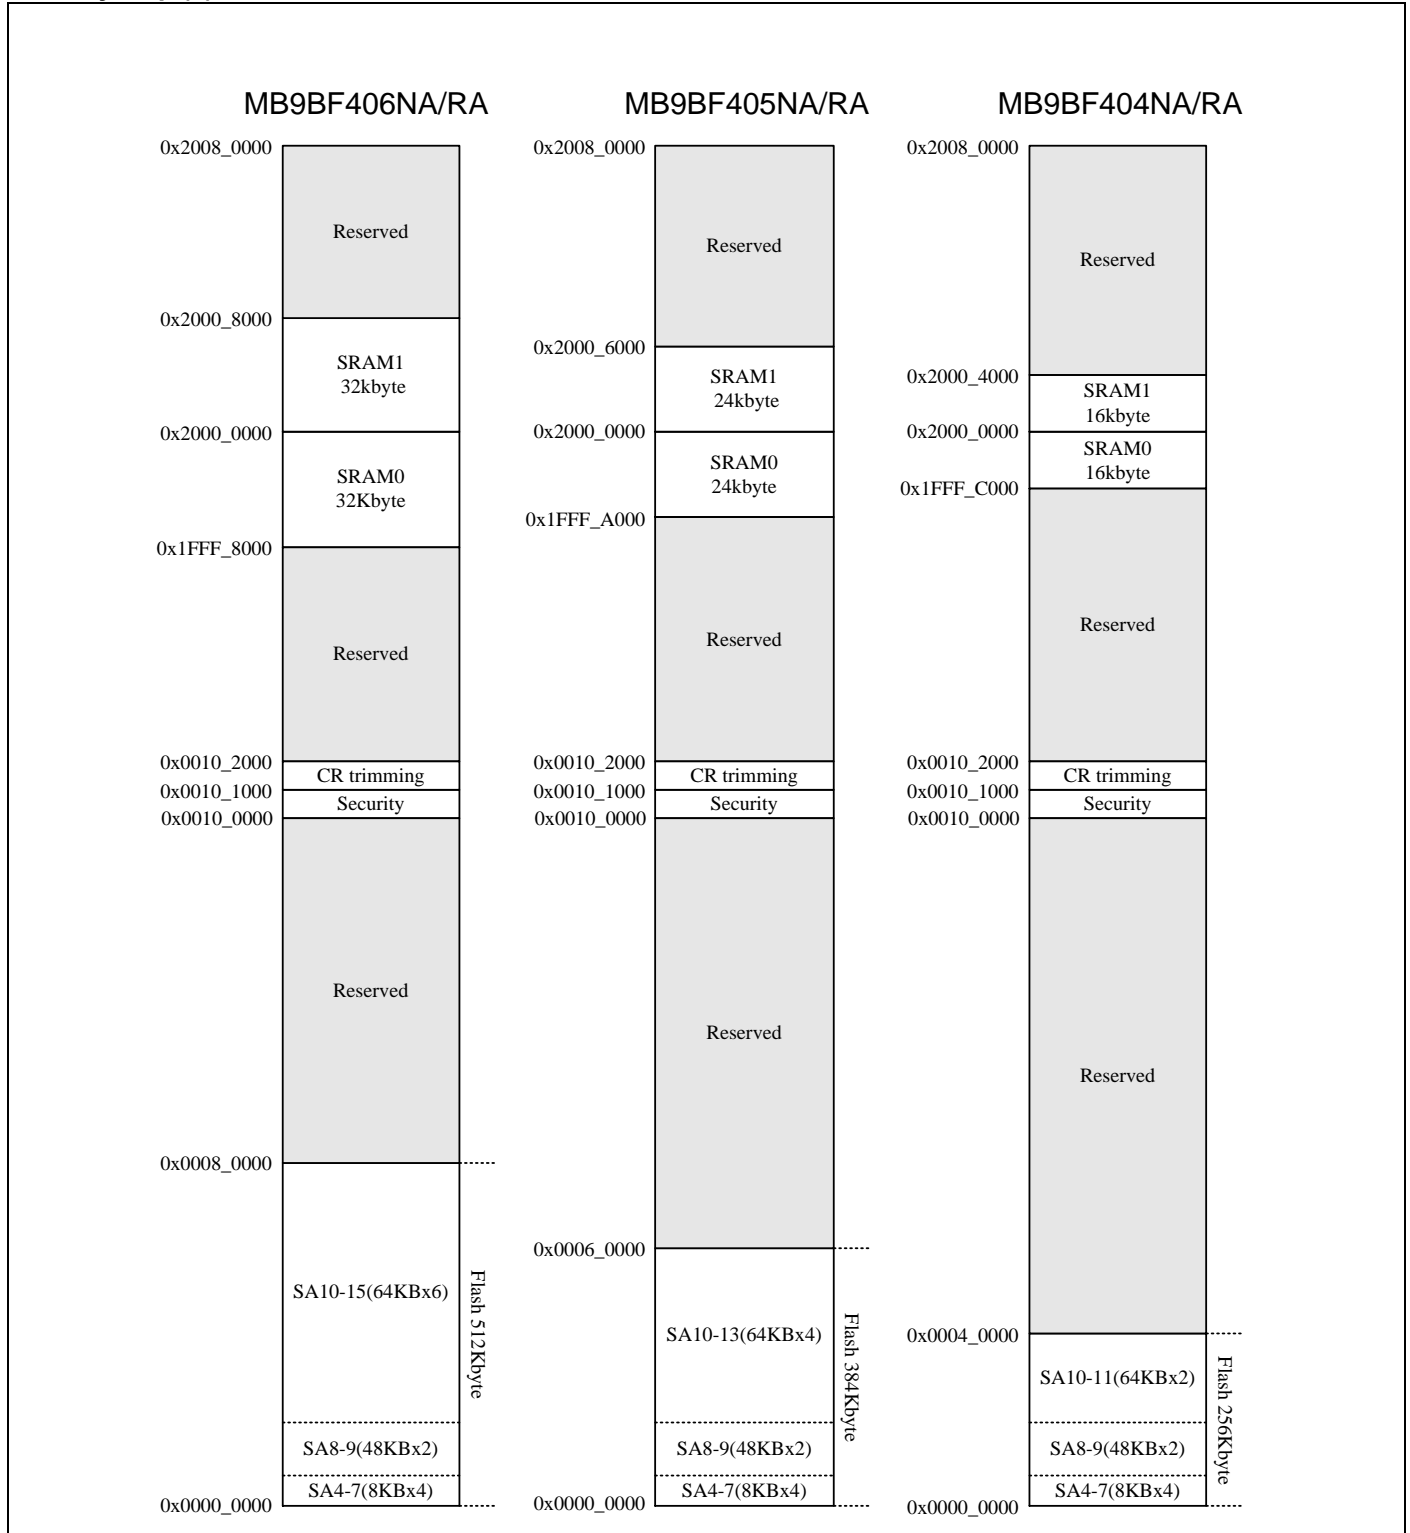 MB9BF406NA/RA
0x2008_0000
Reserved
0x2000_8000
SRAM1
32kbyte
0x2000_0000
SRAM0
32Kbyte
0x1FFF_8000
Reserved
0x0010_2000
CR trimming
0x0010_1000
Security
0x0010_0000
Reserved
0x0008_0000
SA10-15(64KBx6)
Flash 512Kbyte
SA8-9(48KBx2)
SA4-7(8KBx4)
0x0000_0000
MB9BF405NA/RA
0x2008_0000
Reserved
0x2000_6000
SRAM1
24kbyte
0x2000_0000
SRAM0
24kbyte
0x1FFF_A000
Reserved
0x0010_2000
CR trimming
0x0010_1000
Security
0x0010_0000
Reserved
0x0006_0000
SA10-13(64KBx4)
Flash 384Kbyte
SA8-9(48KBx2)
SA4-7(8KBx4)
0x0000_0000
MB9BF404NA/RA
0x2008_0000
Reserved
0x2000_4000
SRAM1
16kbyte
0x2000_0000
SRAM0
16kbyte
0x1FFF_C000
Reserved
0x0010_2000
CR trimming
0x0010_1000
Security
0x0010_0000
Reserved
0x0004_0000
SA10-11(64KBx2)
Flash 256Kbyte
SA8-9(48KBx2)
SA4-7(8KBx4)
0x0000_0000